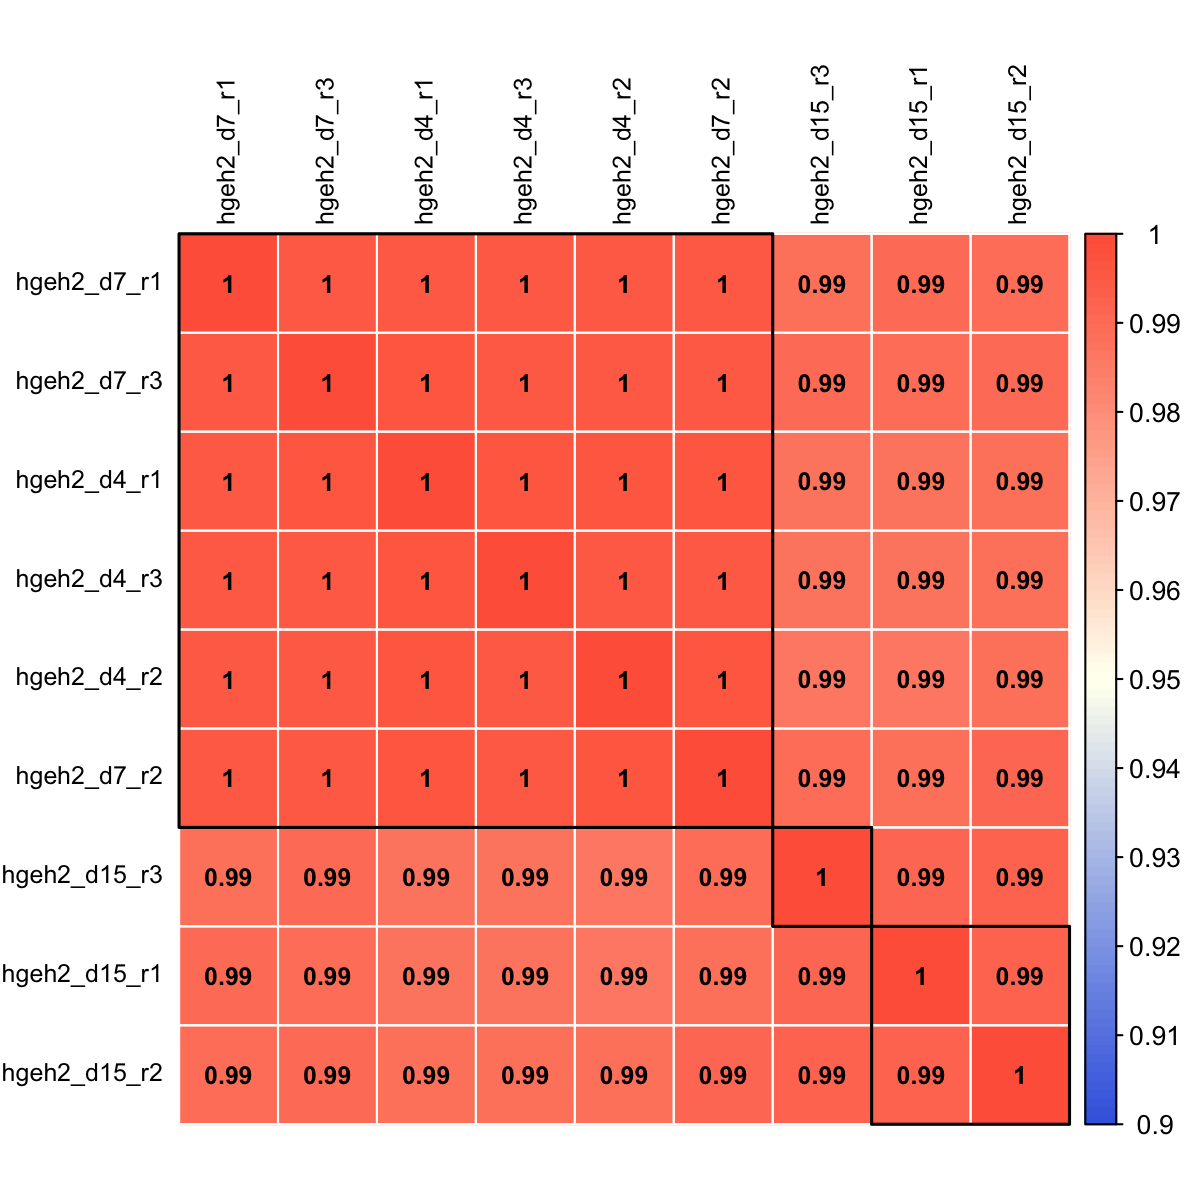 hgeh2_d7_r1 hgeh2_d7_r3 hgeh2_d4_r1 hgeh2_d4_r3 hgeh2_d4_r2 hgeh2_d7_r2 hgeh2_d15_r3 hgeh2_d15_r1 hgeh2_d15_r2
hgeh2_d7_r1 1 1 1 1 1 1 0.99 0.99 0.99
hgeh2_d7_r3 1 1 1 1 1 1 0.99 0.99 0.99
hgeh2_d4_r1 1 1 1 1 1 1 0.99 0.99 0.99
hgeh2_d4_r3 1 1 1 1 1 1 0.99 0.99 0.99
hgeh2_d4_r2 1 1 1 1 1 1 0.99 0.99 0.99
hgeh2_d7_r2 1 1 1 1 1 1 0.99 0.99 0.99
hgeh2_d15_r3 0.99 0.99 0.99 0.99 0.99 0.99 1 0.99 0.99
hgeh2_d15_r1 0.99 0.99 0.99 0.99 0.99 0.99 0.99 1 0.99
hgeh2_d15_r2 0.99 0.99 0.99 0.99 0.99 0.99 0.99 0.99 1
1
0.99
0.98
0.97
0.96
0.95
0.94
0.93
0.92
0.91
0.9